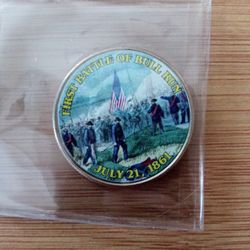 FIRST BATTLE OF BULL RUN
JULY 21, 1861